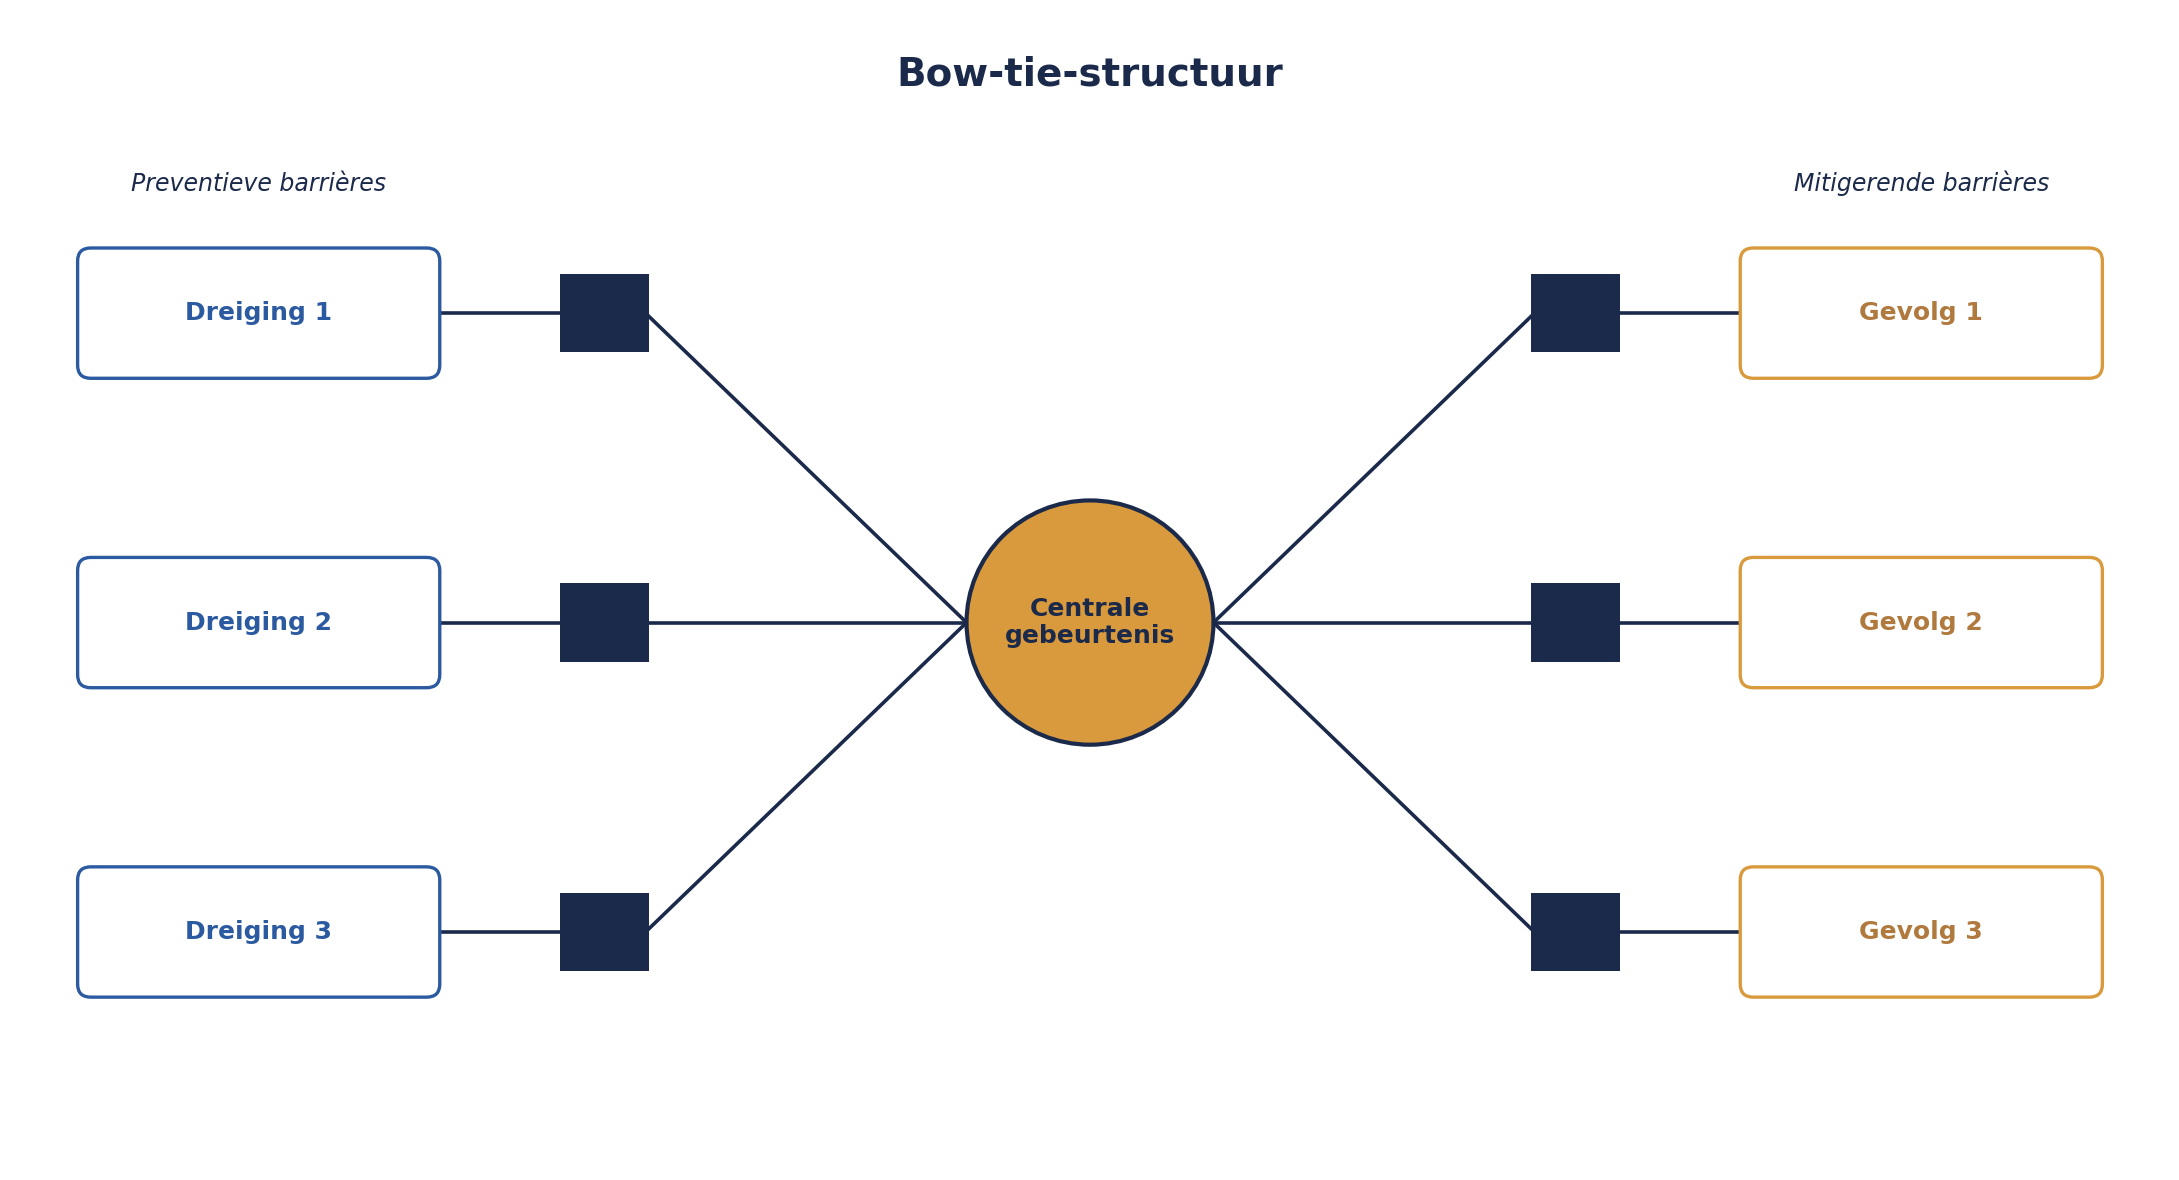 Bow-tie-structuur
Preventieve barrières
Mitigerende barrières
Dreiging 1
Gevolg 1
Dreiging 2
Centrale
gebeurtenis
Gevolg 2
Dreiging 3
Gevolg 3